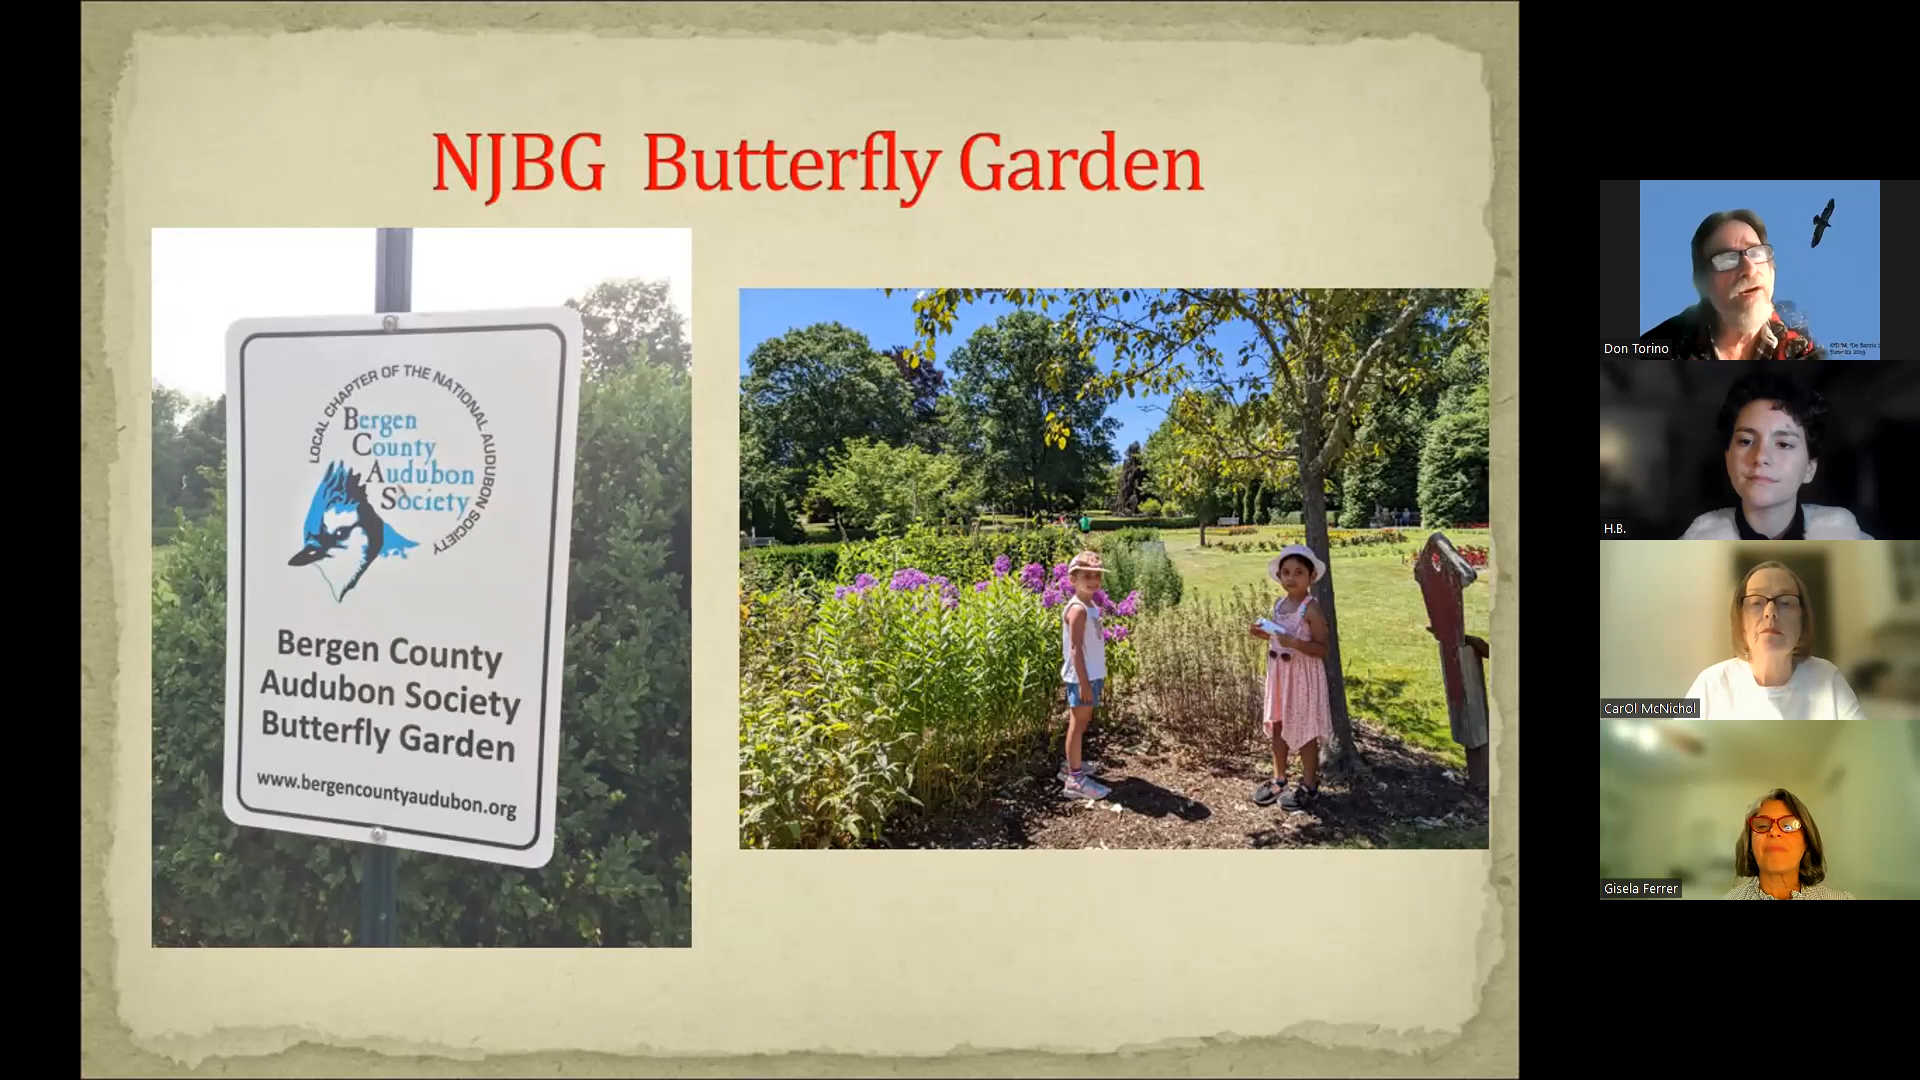 NJBG Butterfly Garden
LOCAL CHAPTER OF THE NATIONAL AUDUBON SOCIETY
Bergen
County
Audubon
Society
Bergen County
Audubon Society
Butterfly Garden
www.bergencountyaudubon.org
Don Torino
H.B.
CarOl McNichol
Gisela Ferrer